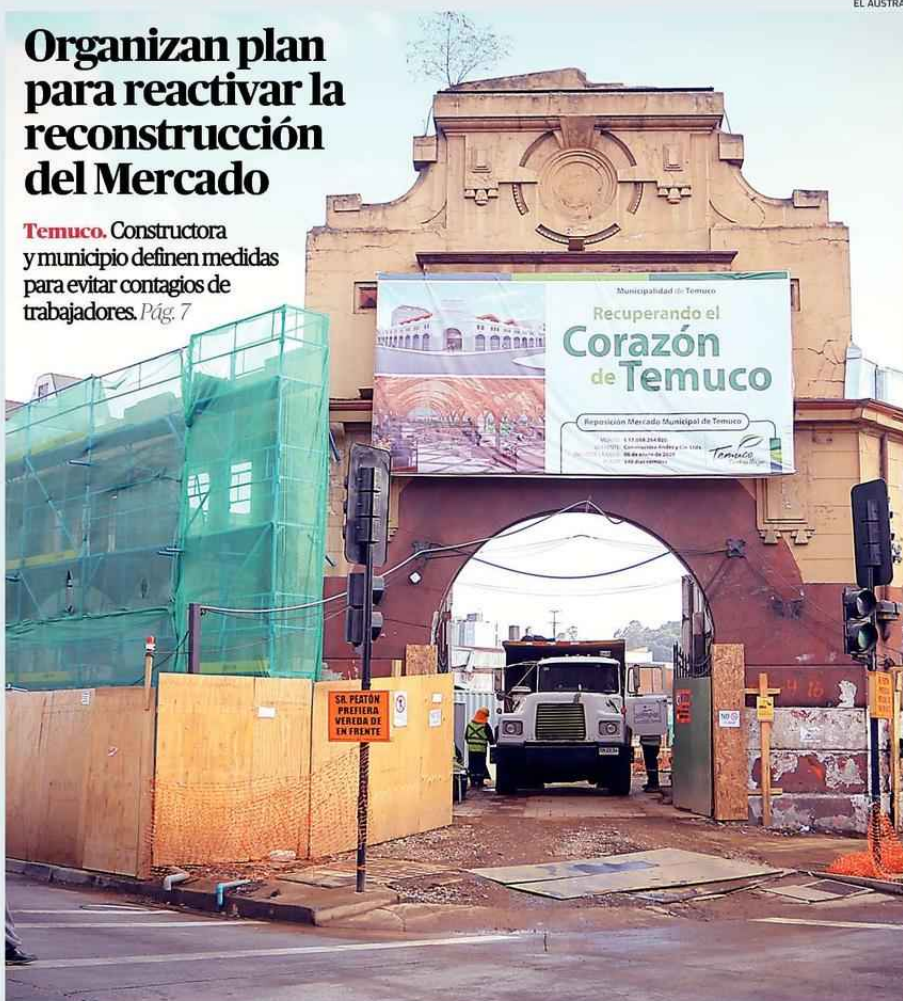 EL AUSTRA
Organizan plan
para reactivar la
reconstrucción
del Mercado
Temuco. Constructora
y municipio definen medidas
para evitar contagios de
trabajadores. Pág. 7
Municipalidad de Temuco
Recuperando el
Corazón
de Temuco
Reposición Mercado Municipal de Temuco
Temuco
SR. PEATÓN
PREFIERA
VEREDA DE
EN FRENTE
NO